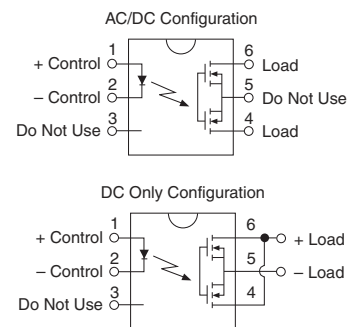 AC/DC Configuration
1 6
+ Control Load
2 5
– Control Do Not Use
3 4
Do Not Use Load
DC Only Configuration
1 6
+ Control + Load
2 5
– Control – Load
3 4
Do Not Use